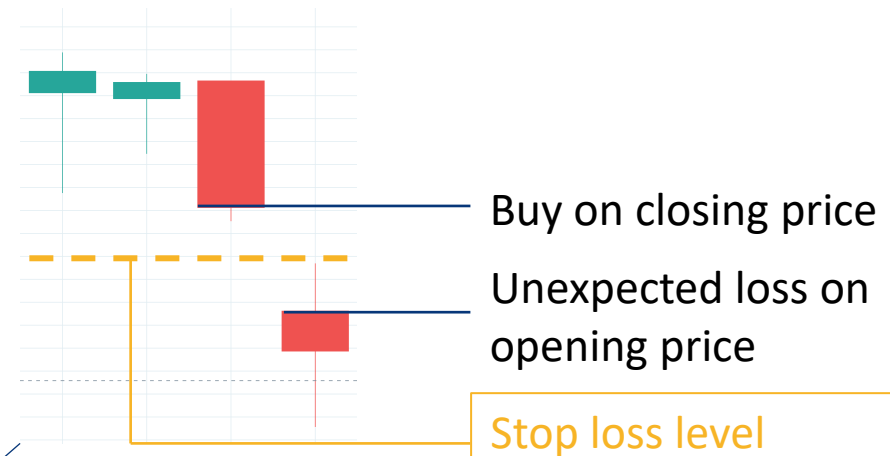 Buy on closing price
Unexpected loss on
opening price
Stop loss level